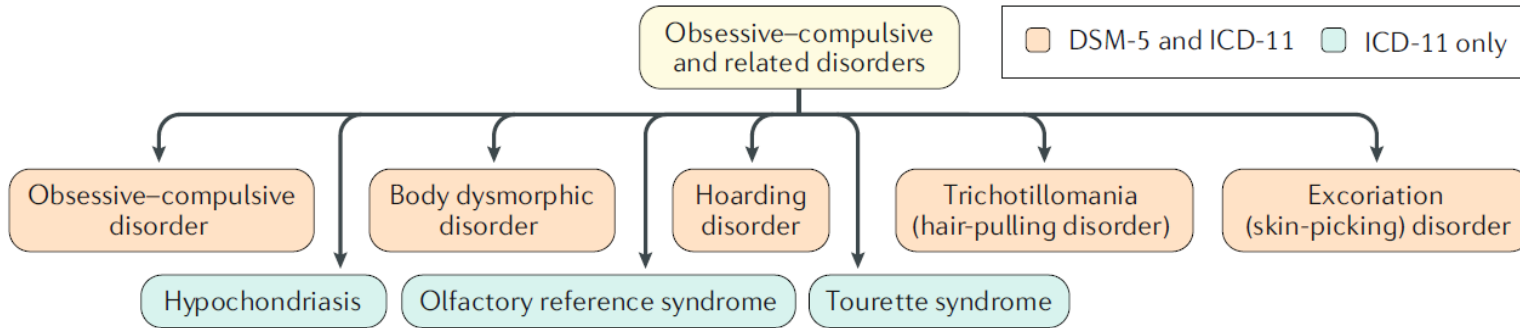 Obsessive–compulsive
and related disorders
DSM-5 and ICD-11
ICD-11 only
Obsessive–compulsive
disorder
Body dysmorphic
disorder
Hoarding
disorder
Trichotillomania
(hair-pulling disorder)
Excoriation
(skin-picking) disorder
Hypochondriasis
Olfactory reference syndrome
Tourette syndrome